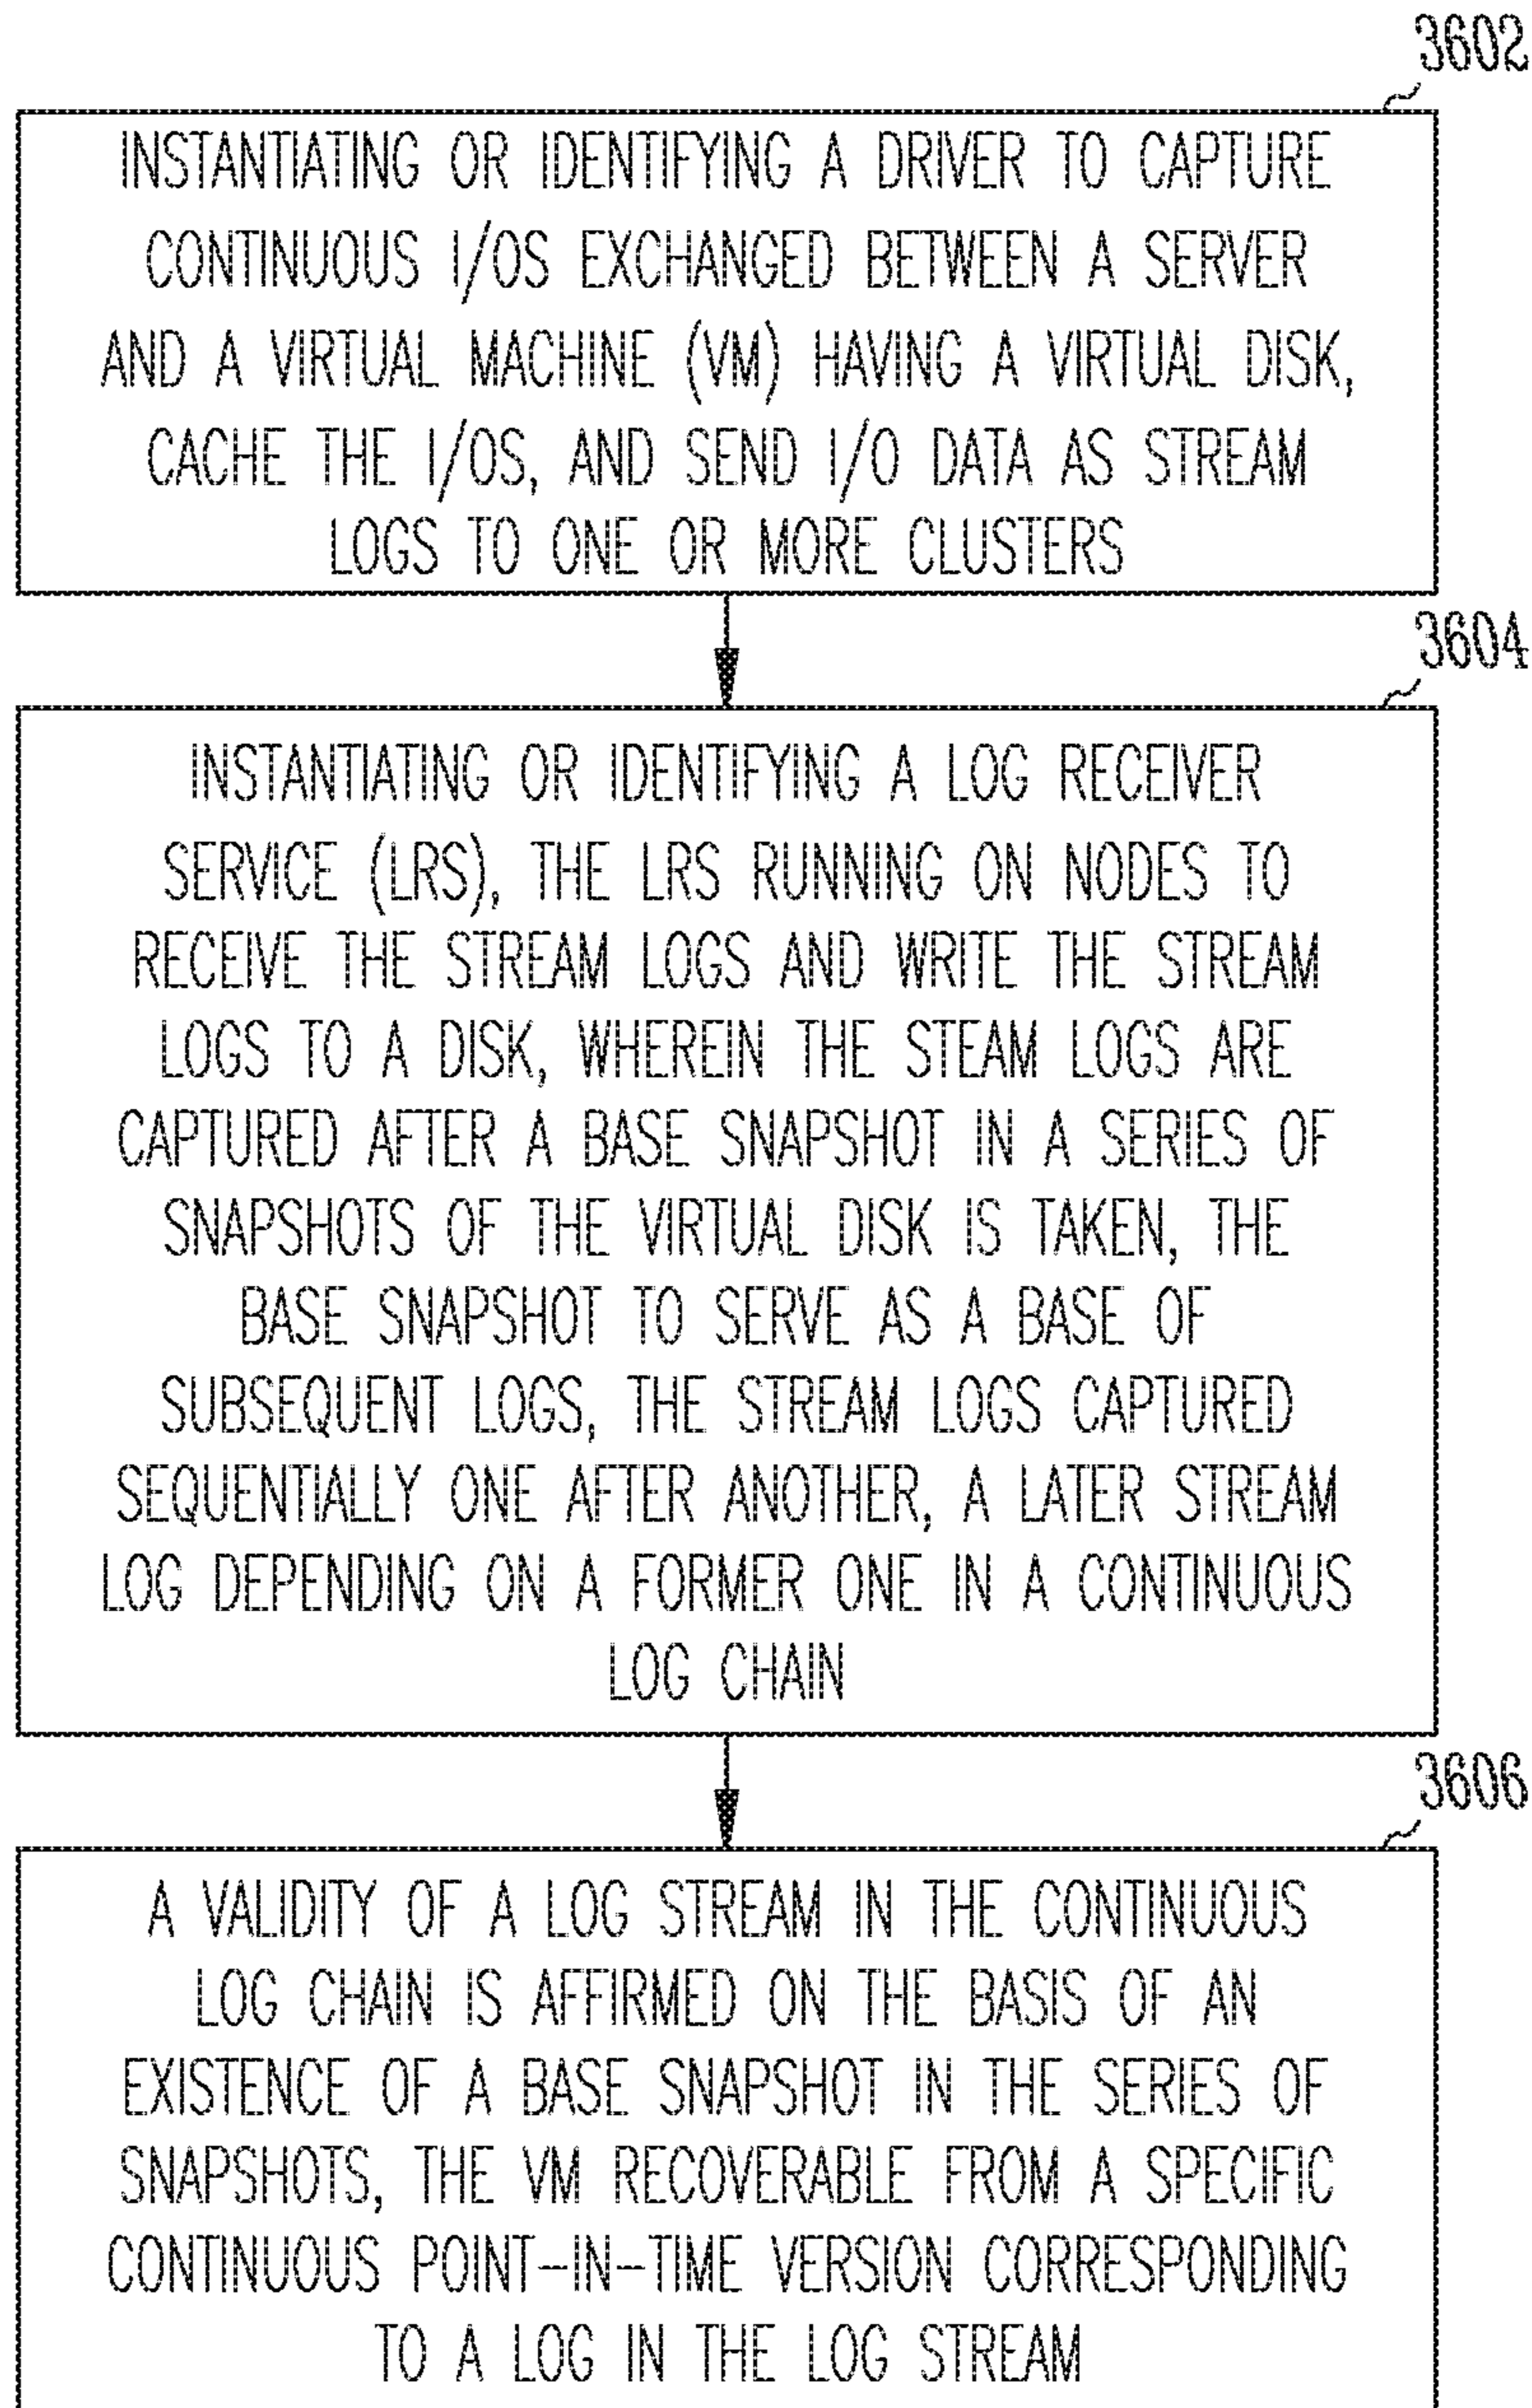 3602
INSTANTIATING OR IDENTIFYING A DRIVER TO CAPTURE
CONTINUOUS I/OS EXCHANGED BETWEEN A SERVER
AND A VIRTUAL MACHINE (VM) HAVING A VIRTUAL DISK,
CACHE THE I/OS, AND SEND I/O DATA AS STREAM
LOGS TO ONE OR MORE CLUSTERS
3604
INSTANTIATING OR IDENTIFYING A LOG RECEIVER
SERVICE (LRS), THE LRS RUNNING ON NODES TO
RECEIVE THE STREAM LOGS AND WRITE THE STREAM
LOGS TO A DISK, WHEREIN THE STEAM LOGS ARE
CAPTURED AFTER A BASE SNAPSHOT IN A SERIES OF
SNAPSHOTS OF THE VIRTUAL DISK IS TAKEN, THE
BASE SNAPSHOT TO SERVE AS A BASE OF
SUBSEQUENT LOGS, THE STREAM LOGS CAPTURED
SEQUENTIALLY ONE AFTER ANOTHER, A LATER STREAM
LOG DEPENDING ON A FORMER ONE IN A CONTINUOUS
LOG CHAIN
3606
A VALIDITY OF A LOG STREAM IN THE CONTINUOUS
LOG CHAIN IS AFFIRMED ON THE BASIS OF AN
EXISTENCE OF A BASE SNAPSHOT IN THE SERIES OF
SNAPSHOTS, THE VM RECOVERABLE FROM A SPECIFIC
CONTINUOUS POINT-IN-TIME VERSION CORRESPONDING
TO A LOG IN THE LOG STREAM